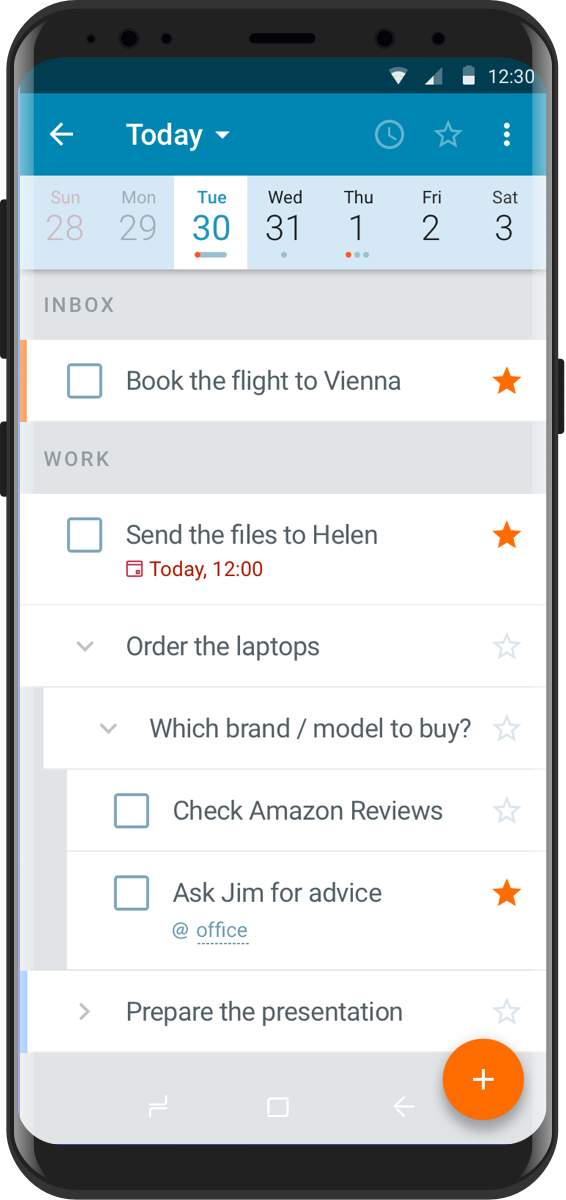 12:30
Today
Sun Mon Tue Wed Thu Fri Sat
28 29 30 31 1 2 3
INBOX
Book the flight to Vienna
WORK
Send the files to Helen
Today, 12:00
Order the laptops
Which brand / model to buy?
Check Amazon Reviews
Ask Jim for advice
@ office
Prepare the presentation
+